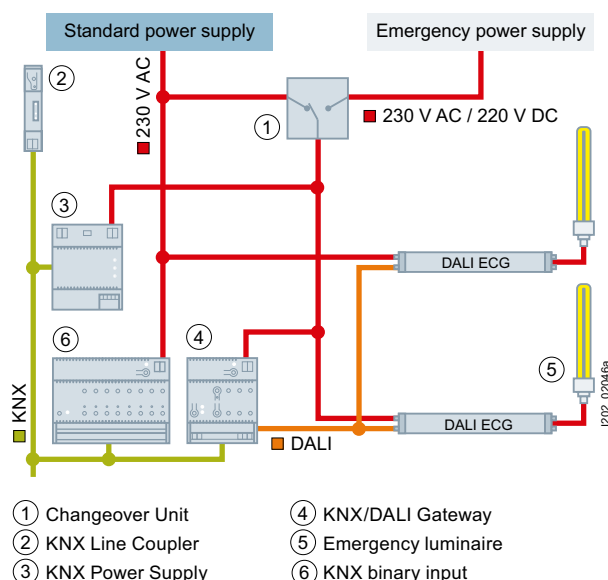 Standard power supply
Emergency power supply
2
230 V AC
1
230 V AC / 220 V DC
3
DALI ECG
6
4
5
I202_02046a
KNX
DALI ECG
DALI
1 Changeover Unit
2 KNX Line Coupler
3 KNX Power Supply
4 KNX/DALI Gateway
5 Emergency luminaire
6 KNX binary input